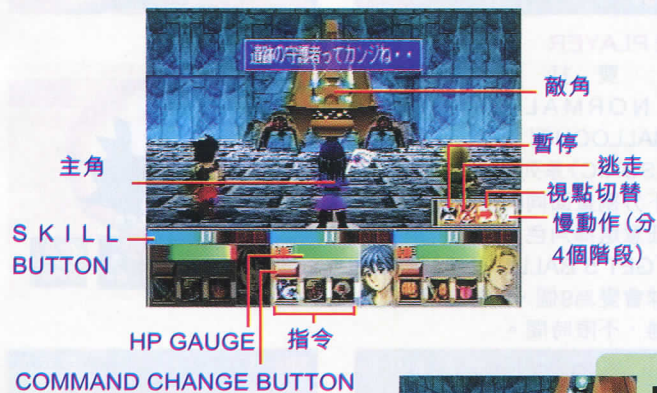 遺跡の守護者ってカンジね・・
敵角
暫停
主角
逃走
視點切替
慢動作(分
4個階段)
SKILL
BUTTON
HP GAUGE
指令
COMMAND CHANGE BUTTON